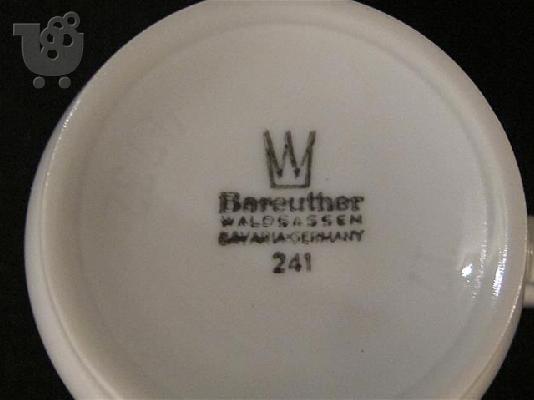 W
Bareuther
WALDSASSEN
BAVARIA·GERMANY
241